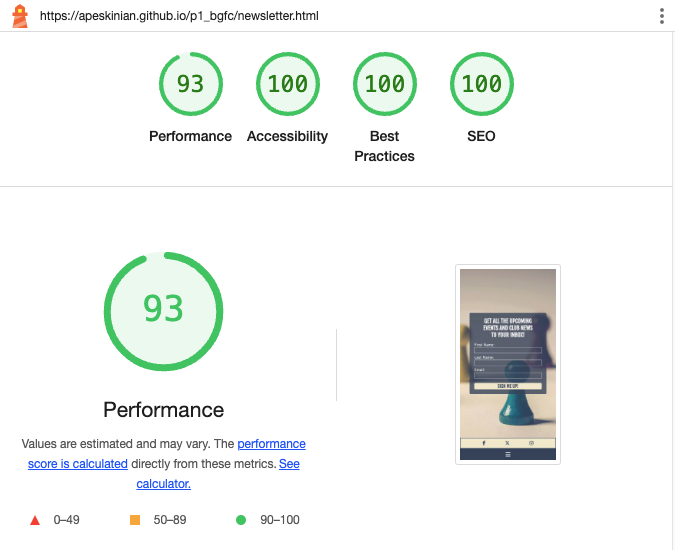 https://apeskinian.github.io/p1_bgfc/newsletter.html
93
100
100
100
Performance
Accessibility
Best
Practices
SEO
93
Performance
Values are estimated and may vary. The performance
score is calculated directly from these metrics. See
calculator.
0–49
50–89
90–100
GET ALL THE UPCOMING
EVENTS AND CLUB NEWS
TO YOUR INBOX!
First Name:
Last Name:
Email:
SIGN ME UP!